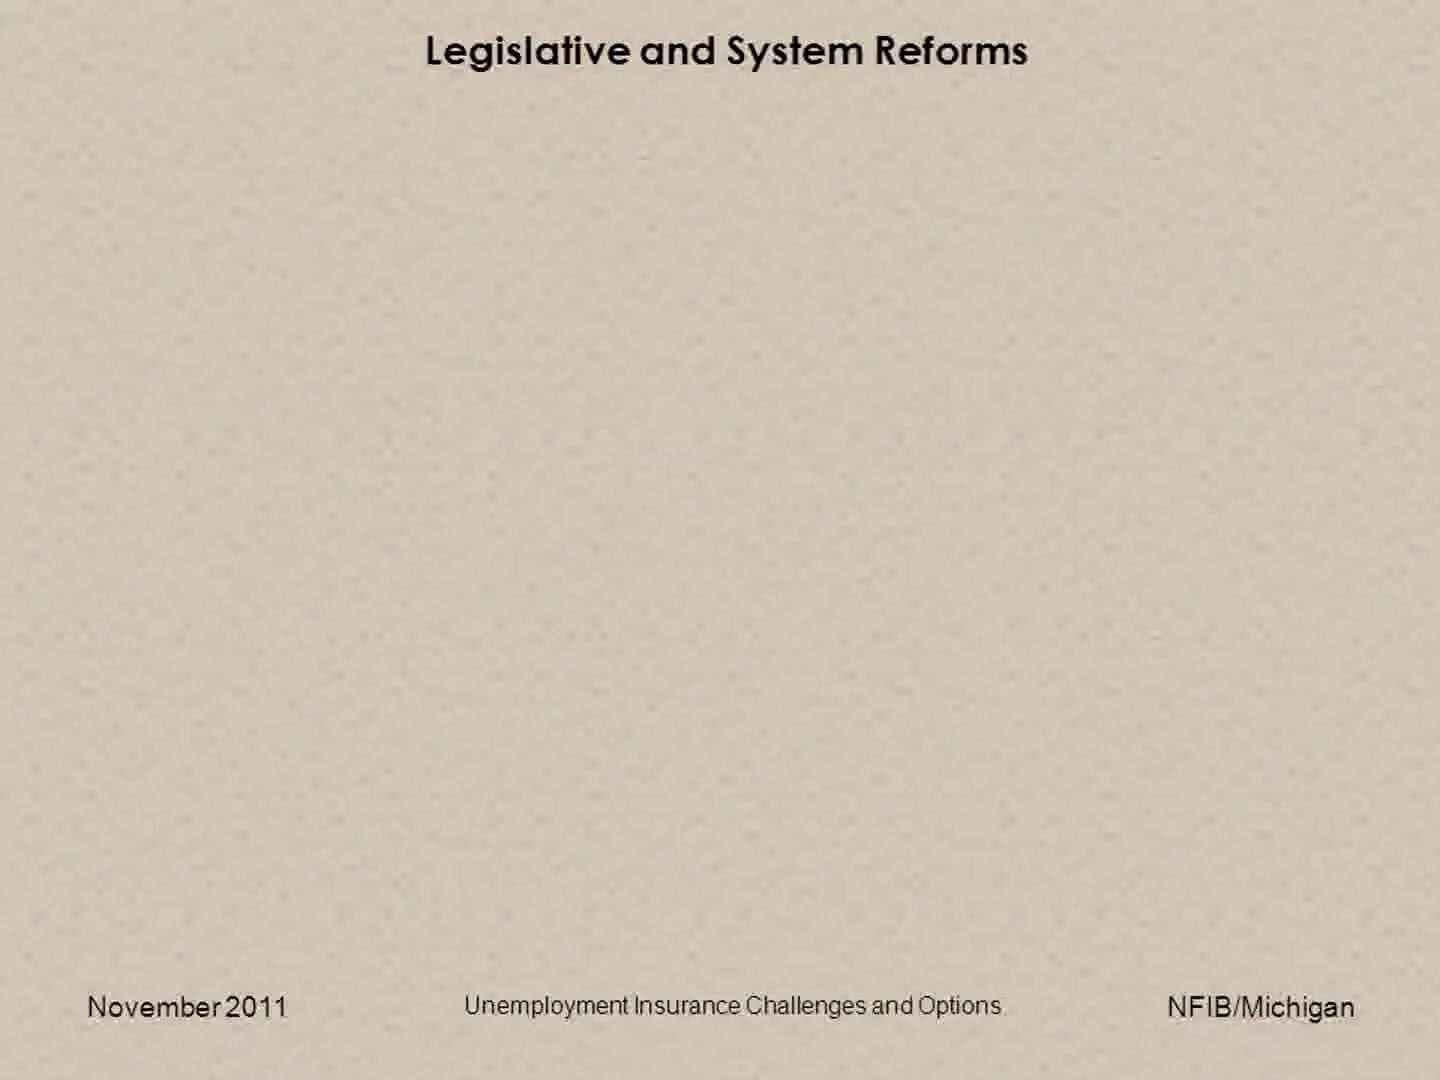 Legislative and System Reforms
November 2011
Unemployment Insurance Challenges and Options
NFIB/Michigan